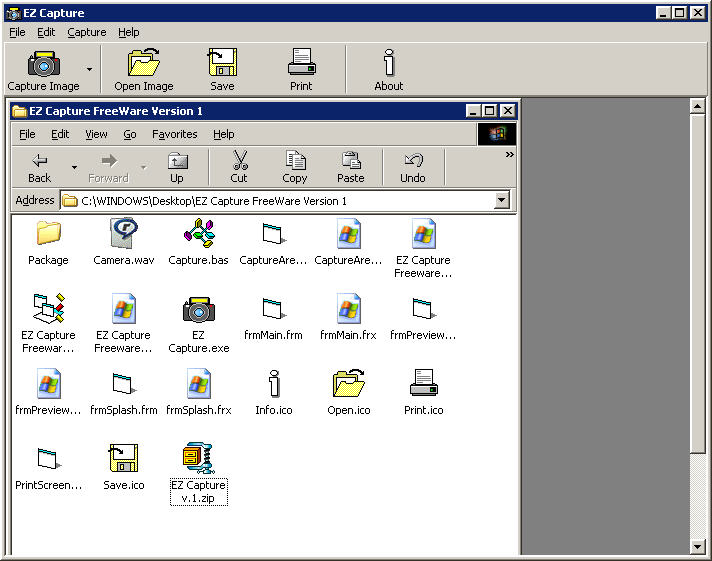 EZ Capture
File Edit Capture Help
Capture Image Open Image Save Print About
EZ Capture FreeWare Version 1
File Edit View Go Favorites Help
Back Forward Up Cut Copy Paste Undo »
Address C:\WINDOWS\Desktop\EZ Capture FreeWare Version 1
Package Camera.wav Capture.bas CaptureAre... CaptureAre... EZ Capture
Freeware...
EZ Capture EZ Capture EZ frmMain.frm frmMain.frx frmPreview...
Freewar... Freeware... Capture.exe
frmPreview... frmSplash.frm frmSplash.frx Info.ico Open.ico Print.ico
PrintScreen... Save.ico EZ Capture
v.1.zip